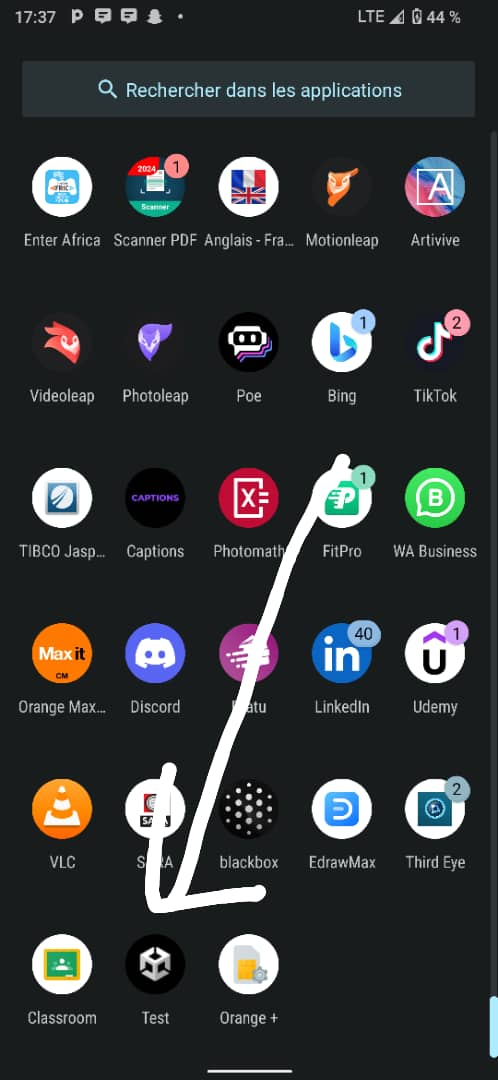 17:37 LTE 44 %
Rechercher dans les applications
2024 1
Scanner
Enter Africa Scanner PDF Anglais - Fra... Motionleap Artivive
1 2
Videoleap Photoleap Poe Bing TikTok
CAPTIONS 1
TIBCO Jasp... Captions Photomath FitPro WA Business
Max it 40 1
CM
Orange Max... Discord LinkedIn Udemy
2
VLC blackbox EdrawMax Third Eye
Classroom Test Orange +